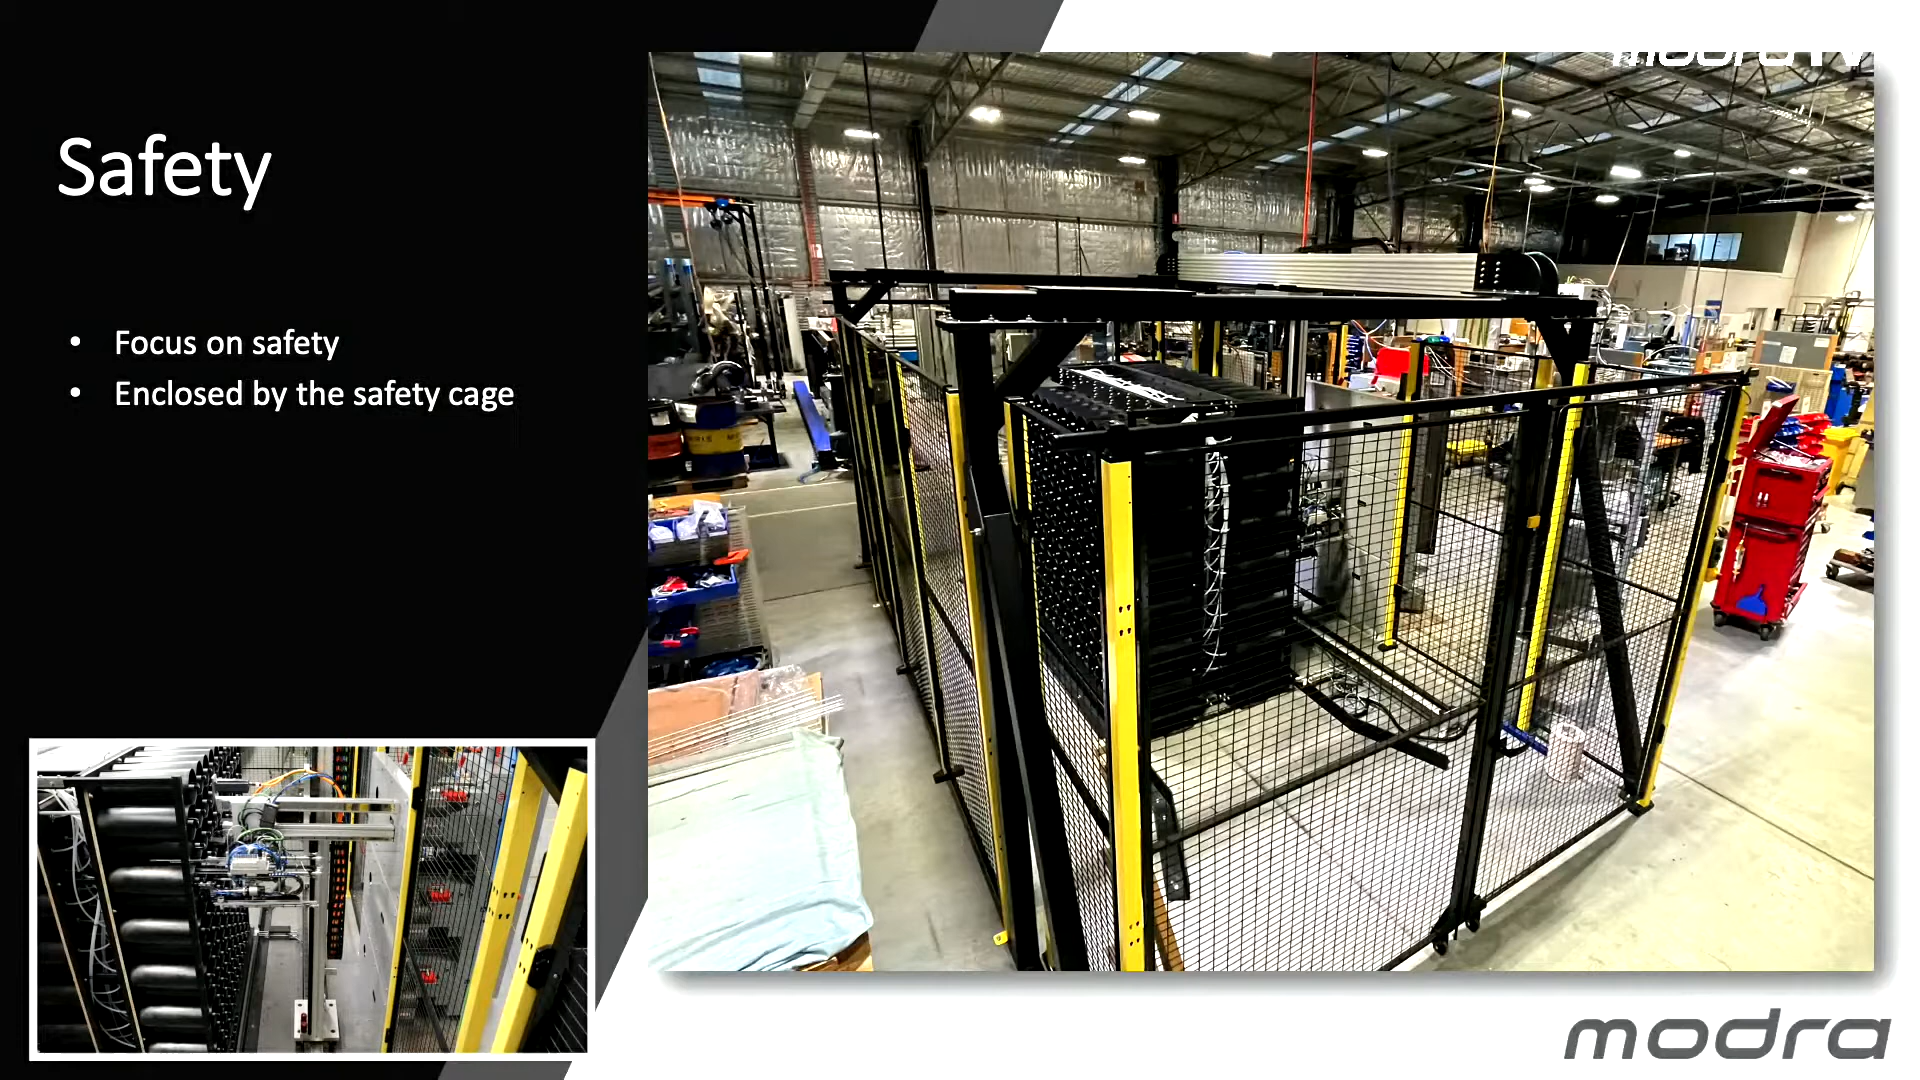 Safety
• Focus on safety
• Enclosed by the safety cage
modra